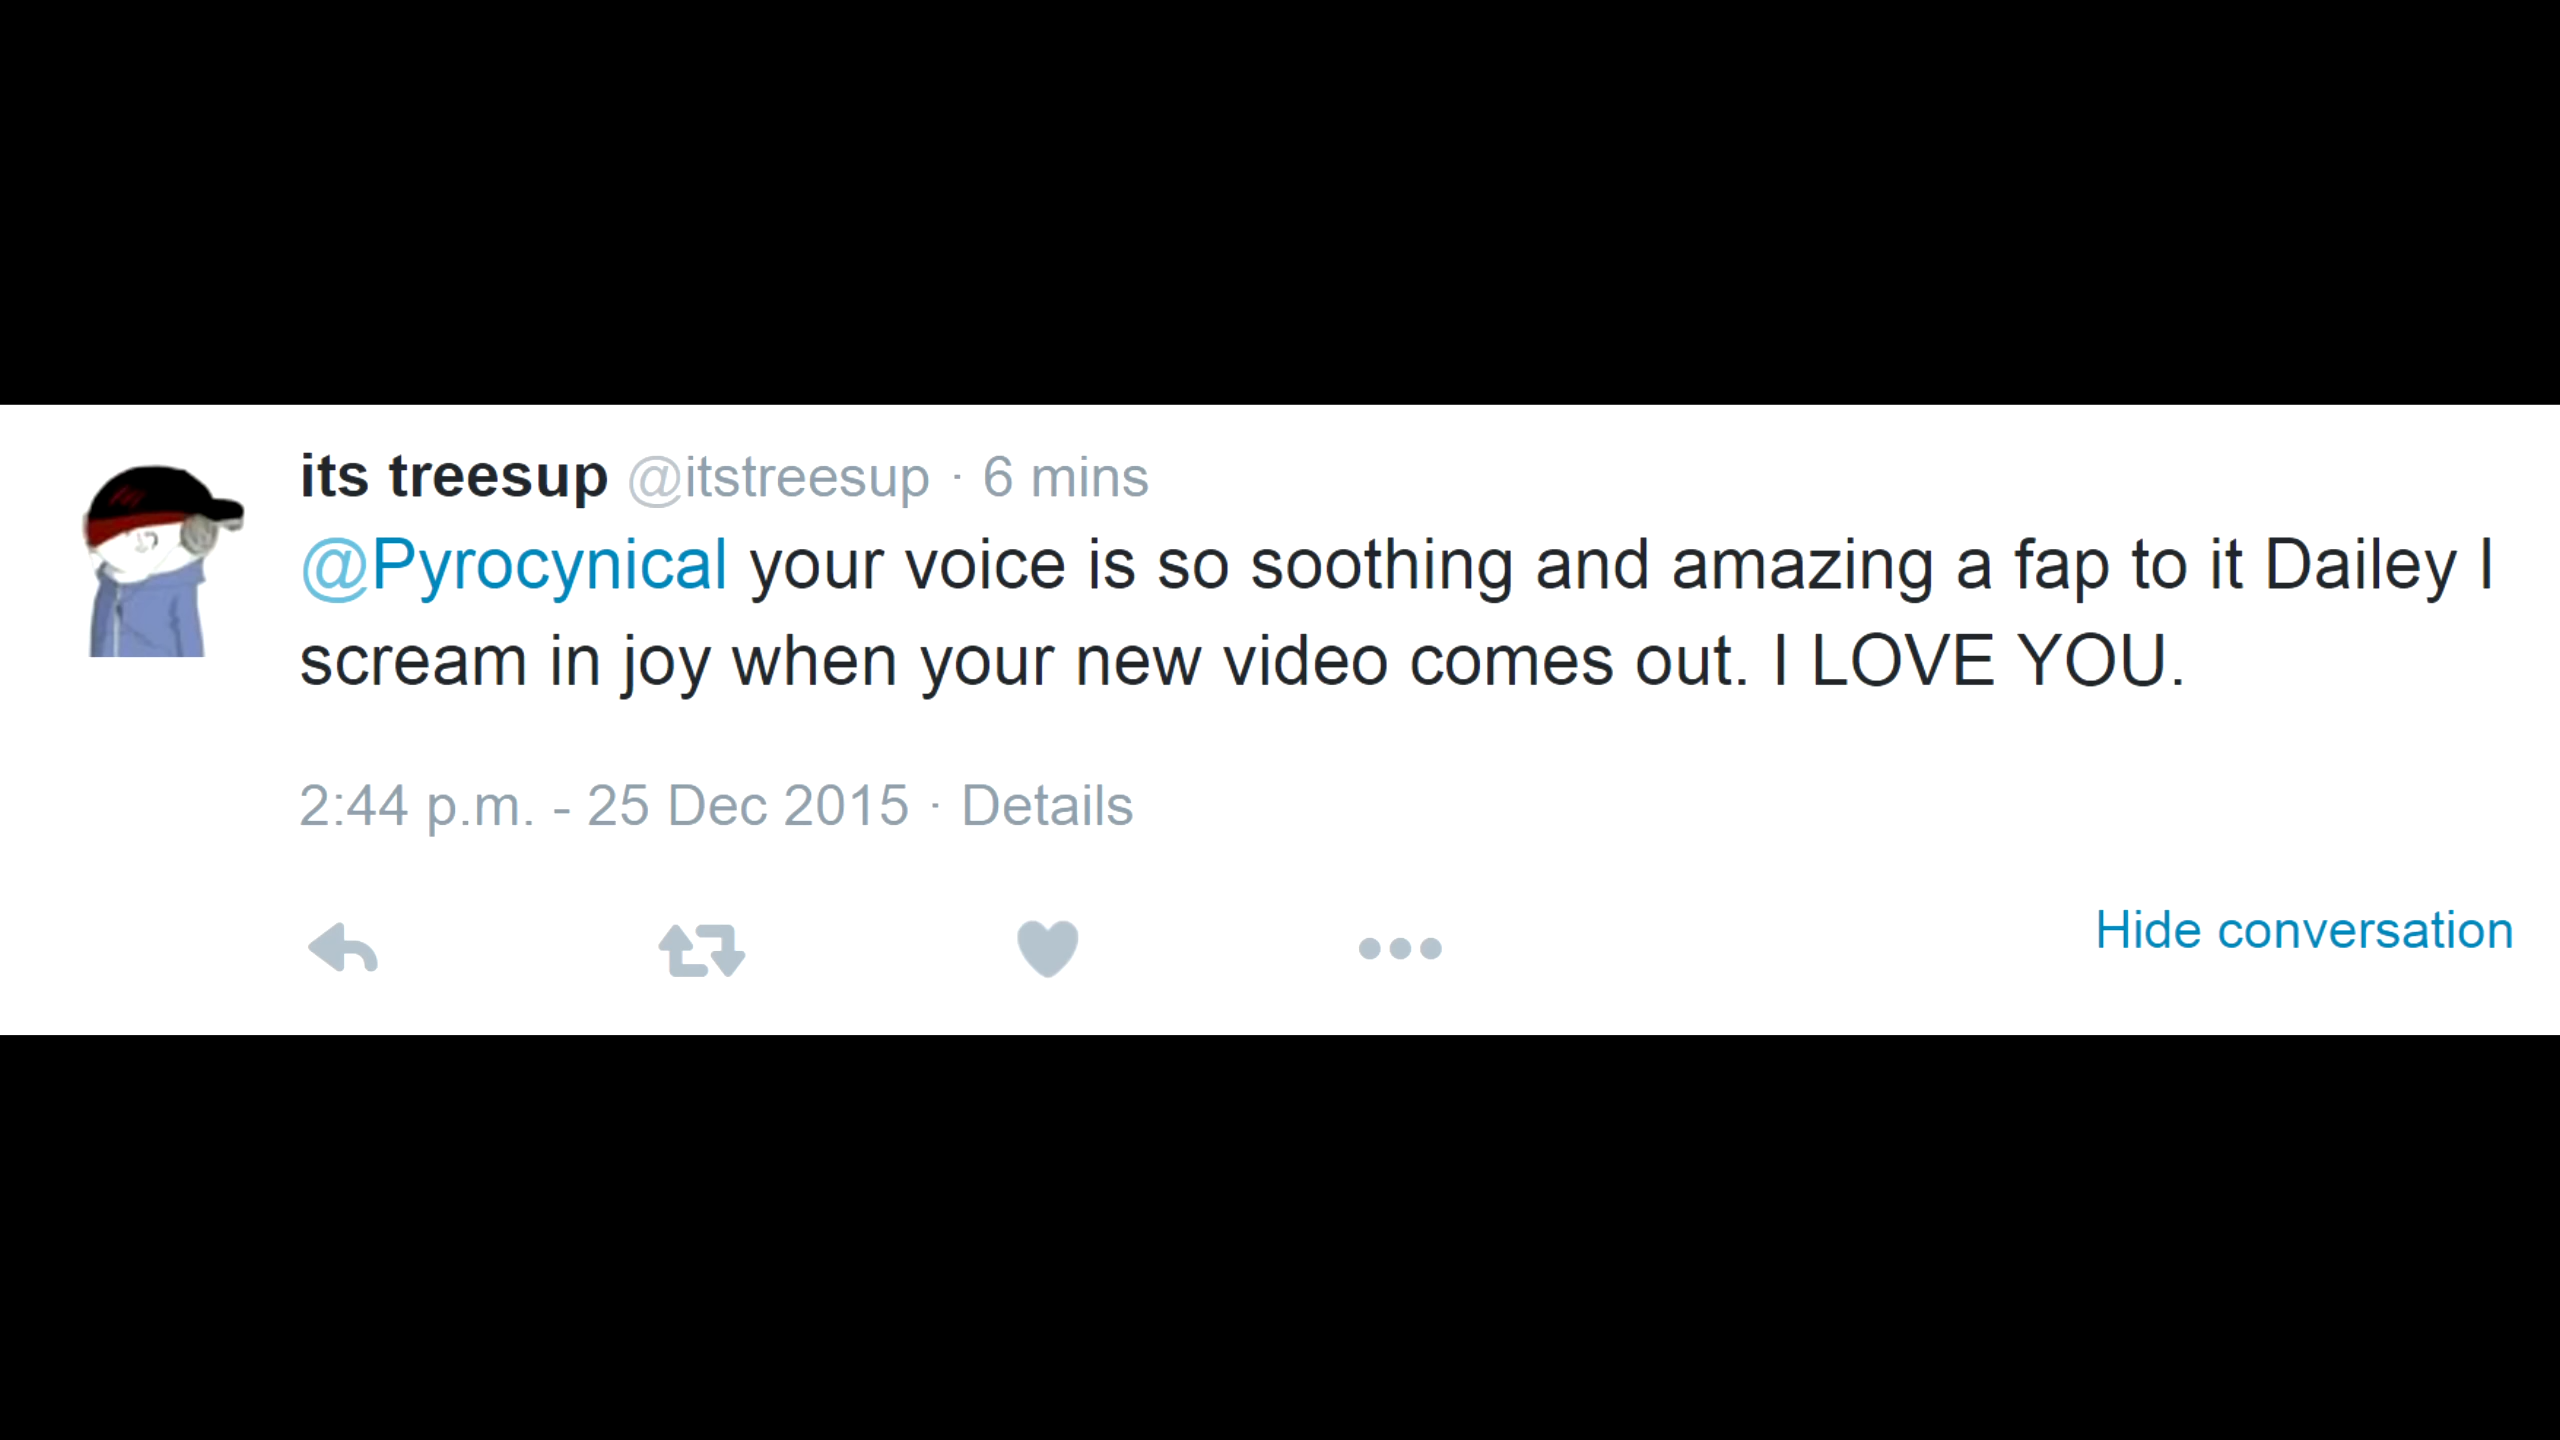 its treesup @itstreesup · 6 mins
@Pyrocynical your voice is so soothing and amazing a fap to it Dailey I
scream in joy when your new video comes out. I LOVE YOU.
2:44 p.m. - 25 Dec 2015 · Details
Hide conversation